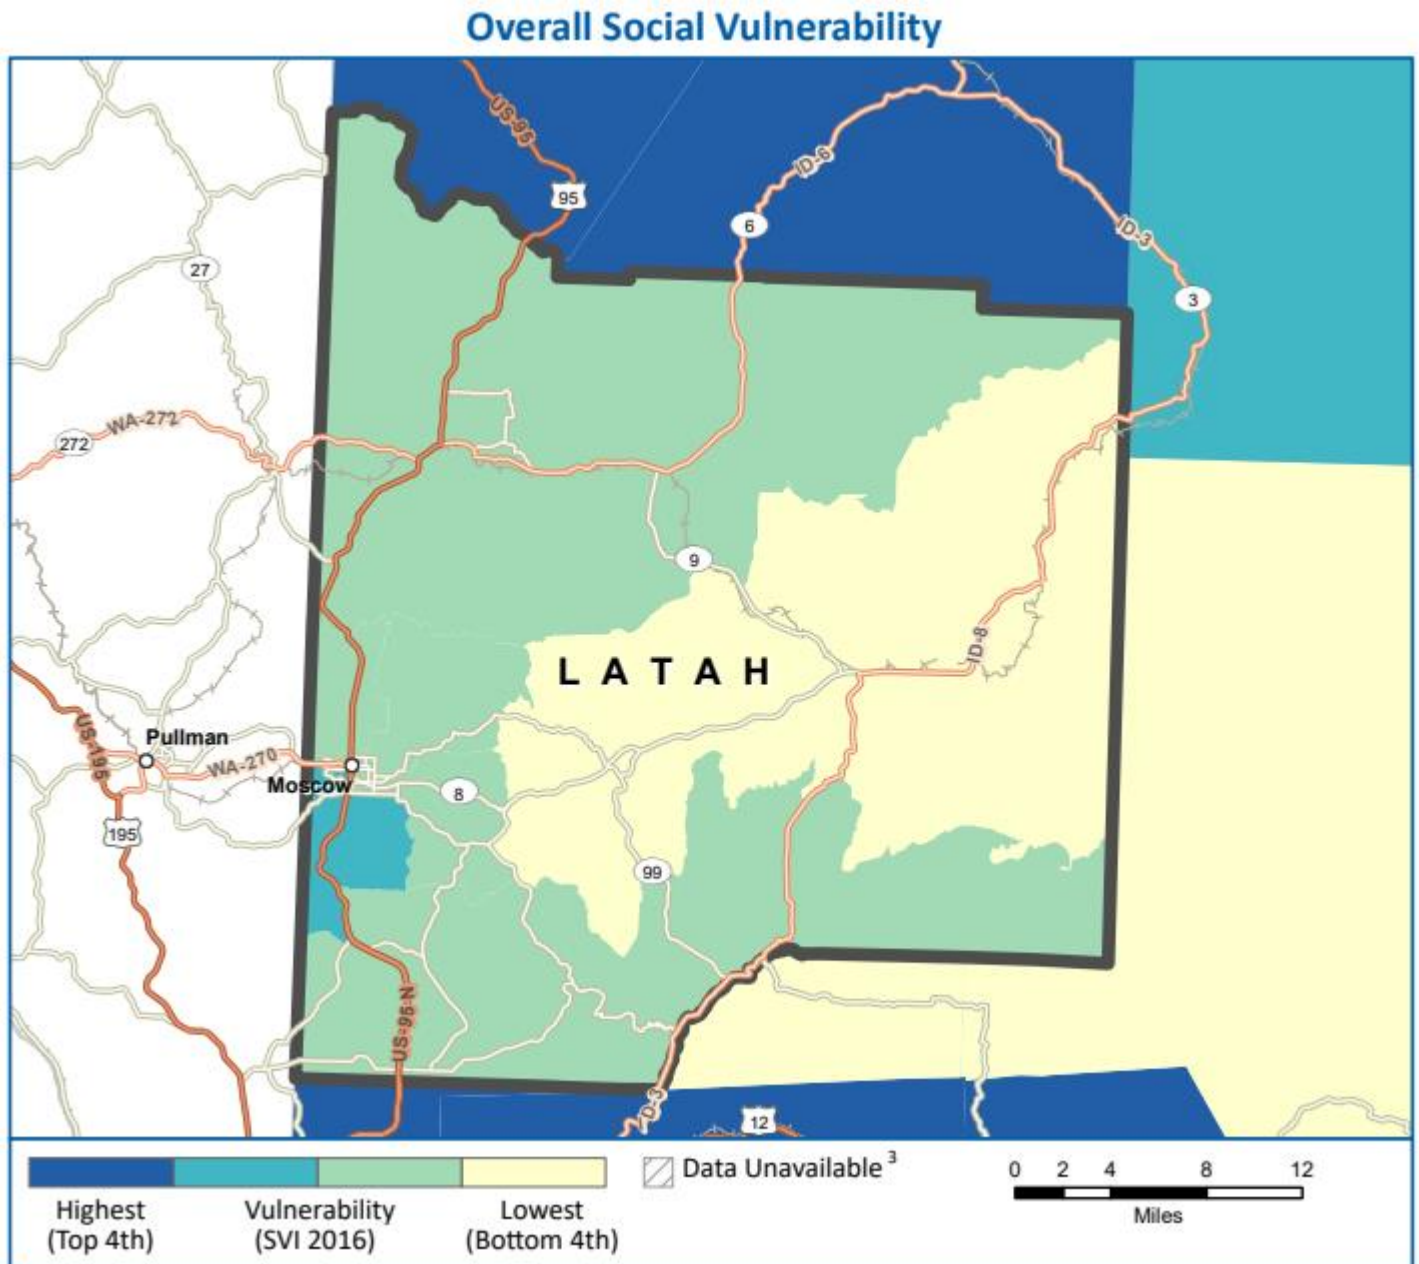 Overall Social Vulnerability
US-95
95
ID-6
6
ID-3
3
27
WA-272
272
9
LATAH
ID-8
US-195
Pullman
WA-270
Moscow
8
195
99
US-95 N
ID-3
12
Highest
(Top 4th)
Vulnerability
(SVI 2016)
Lowest
(Bottom 4th)
Data Unavailable 3
0 2 4 8 12
Miles